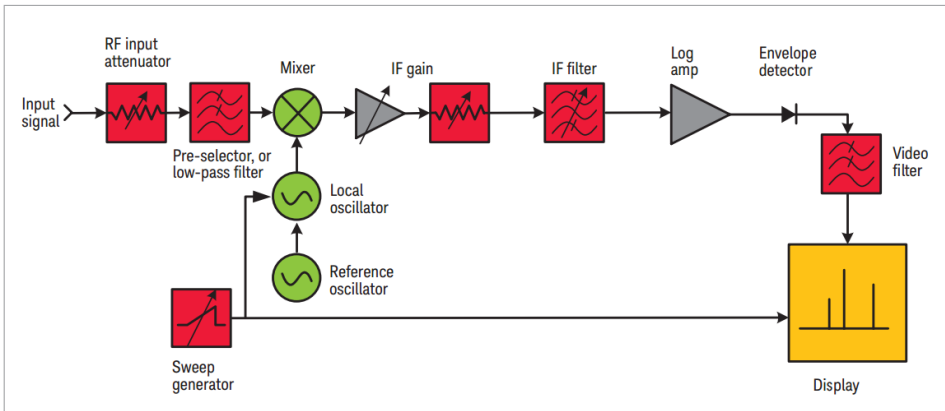 RF input
attenuator
Mixer
IF gain
IF filter
Log
amp
Envelope
detector
Input
signal
Pre-selector, or
low-pass filter
Video
filter
Local
oscillator
Reference
oscillator
Sweep
generator
Display